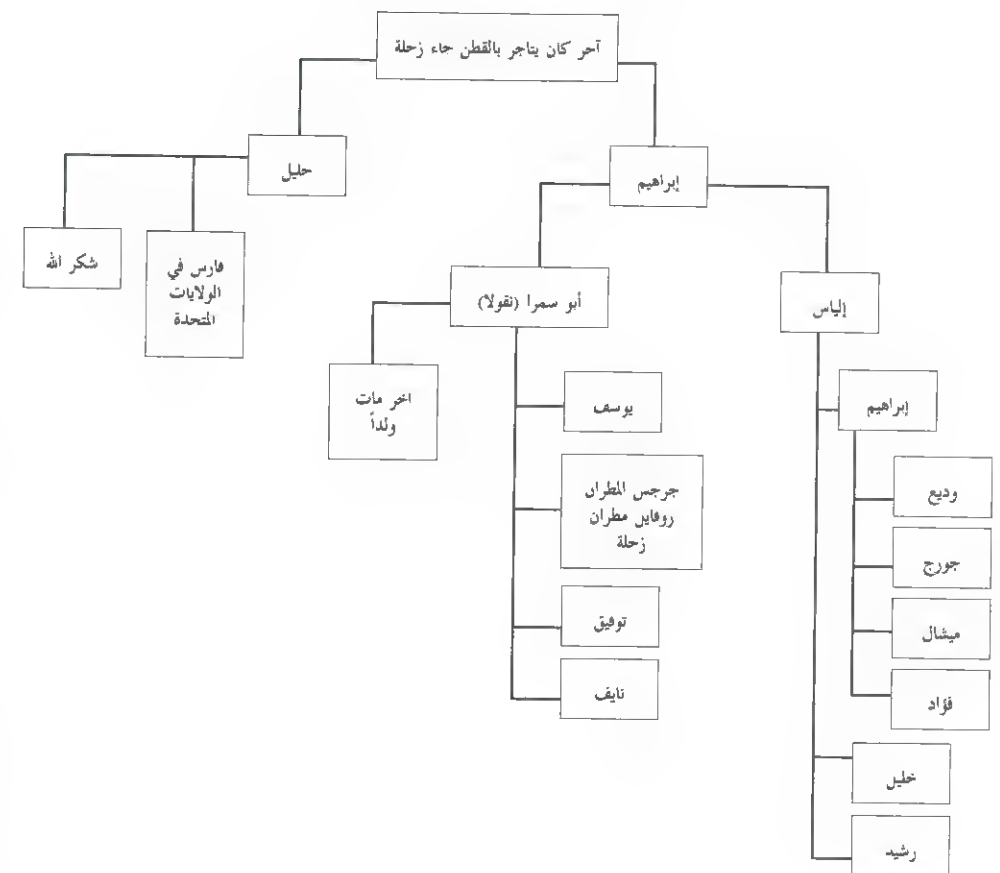 آخر كان يتاجر بالقطن جاء زحلة
إبراهيم
خليل
إلياس
أبو سمرا (نقولا)
شكر الله
فارس في
الولايات
المتحدة
اخر مات
ولداً
إبراهيم
يوسف
وديع
جرجس المطران
روفايل مطران
زحلة
جورج
توفيق
ميشال
نايف
فؤاد
خليل
رشيد